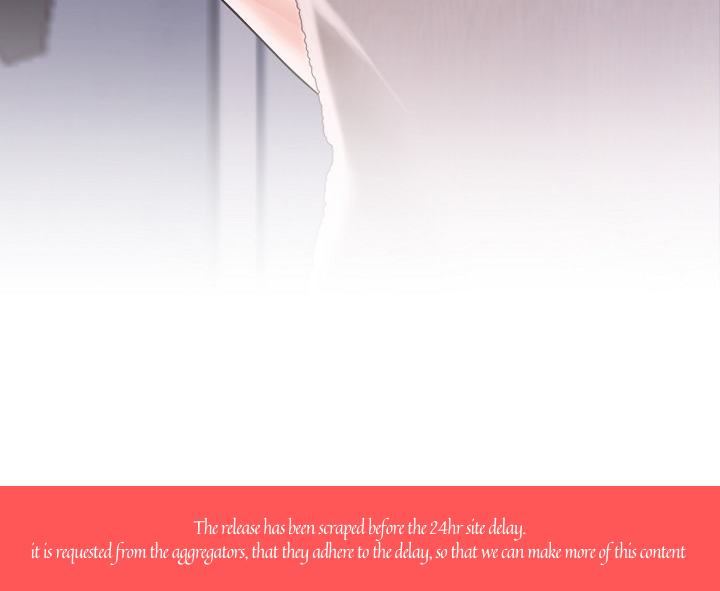 The release has been scraped before the 24hr site delay.
it is requested from the aggregators, that they adhere to the delay, so that we can make more of this content